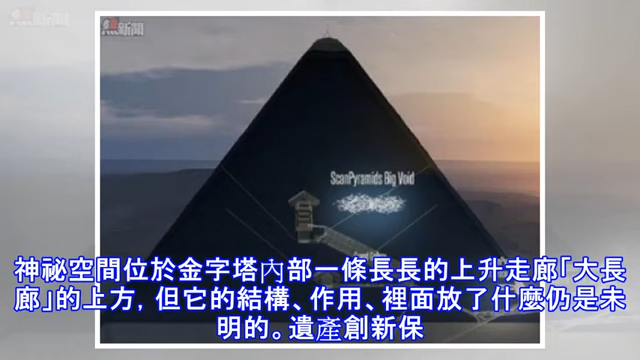 新聞
ScanPyramids Big Void
神祕空間位於金字塔內部一條長長的上升走廊「大長
廊」的上方,但它的結構、作用、裡面放了什麼仍是未
明的。遺產創新保